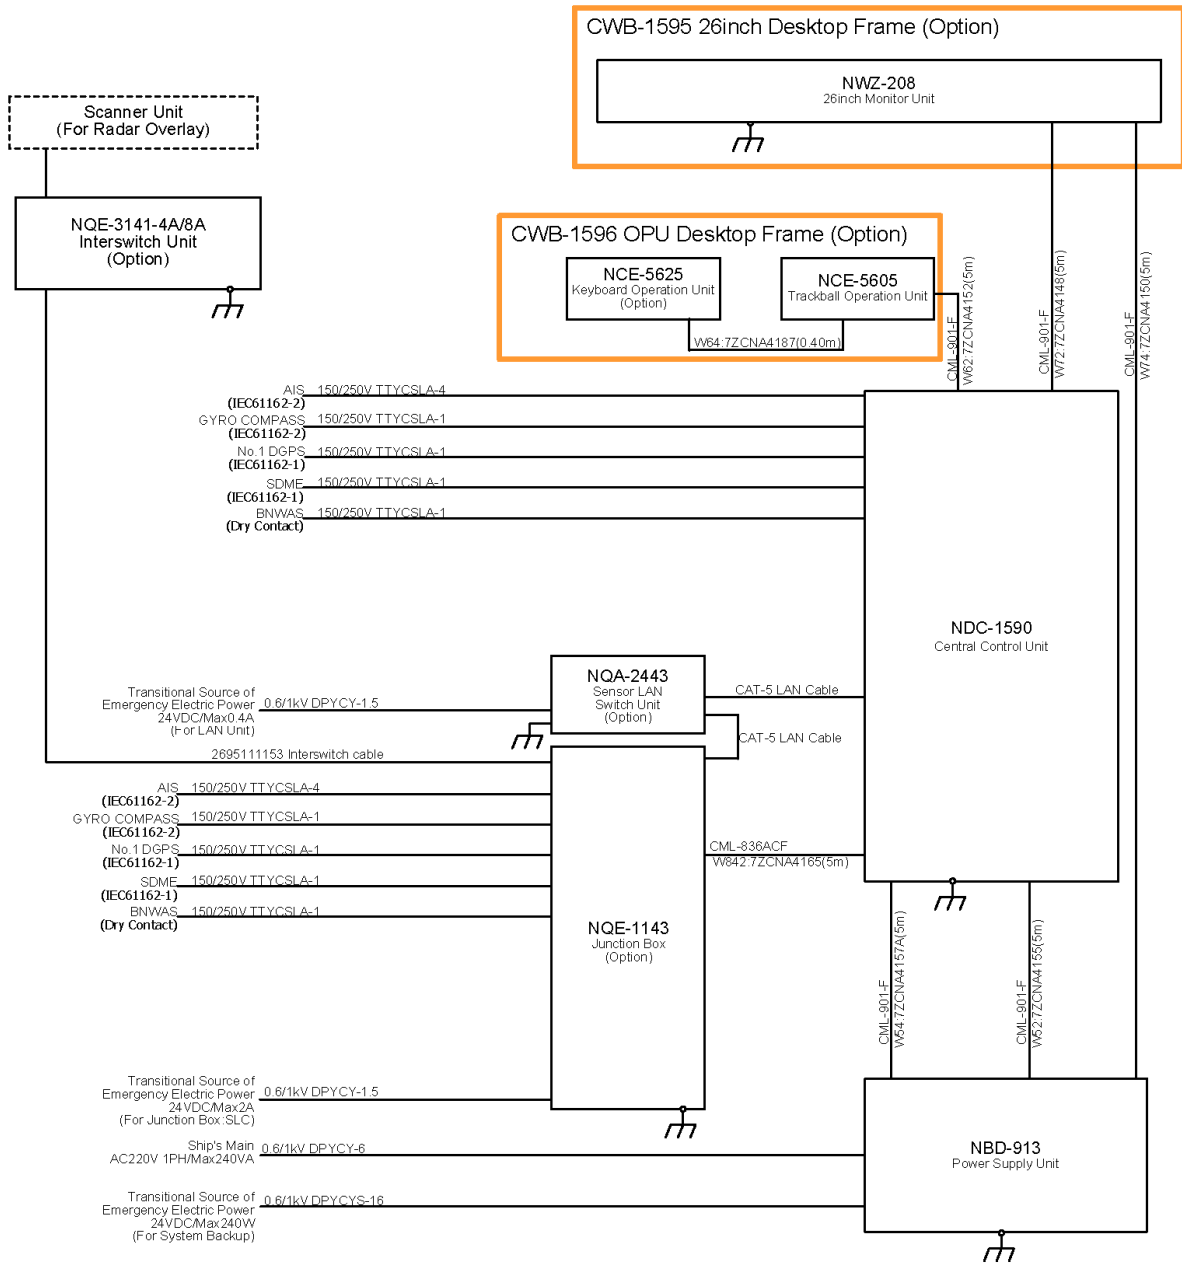 CWB-1595 26inch Desktop Frame (Option)
NWZ-208
26inch Monitor Unit
Scanner Unit
(For Radar Overlay)
NQE-3141-4A/8A
Interswitch Unit
(Option)
CWB-1596 OPU Desktop Frame (Option)
NCE-5625
Keyboard Operation Unit
(Option)
NCE-5605
Trackball Operation Unit
W64:7ZCNA4187(0.40m)
CML-901-F
W62:7ZCNA4152(5m)
CML-901-F
W72:7ZCNA4148(5m)
CML-901-F
W74:7ZCNA4150(5m)
AIS 150/250V TTYCSLA-4
(IEC61162-2)
GYRO COMPASS 150/250V TTYCSLA-1
(IEC61162-2)
No.1 DGPS 150/250V TTYCSLA-1
(IEC61162-1)
SDME 150/250V TTYCSLA-1
(IEC61162-1)
BNWAS 150/250V TTYCSLA-1
(Dry Contact)
NDC-1590
Central Control Unit
NQA-2443
Sensor LAN
Switch Unit
(Option)
CAT-5 LAN Cable
CAT-5 LAN Cable
Transitional Source of
Emergency Electric Power 0.6/1kV DPYCY-1.5
24VDC/Max0.4A
(For LAN Unit)
2695111153 Interswitch cable
AIS 150/250V TTYCSLA-4
(IEC61162-2)
GYRO COMPASS 150/250V TTYCSLA-1
(IEC61162-2)
No.1 DGPS 150/250V TTYCSLA-1
(IEC61162-1)
SDME 150/250V TTYCSLA-1
(IEC61162-1)
BNWAS 150/250V TTYCSLA-1
(Dry Contact)
CML-836ACF
W842:7ZCNA4165(5m)
NQE-1143
Junction Box
(Option)
CML-901-F
W54:7ZCNA4157A(5m)
CML-901-F
W52:7ZCNA4155(5m)
Transitional Source of
Emergency Electric Power 0.6/1kV DPYCY-1.5
24VDC/Max2A
(For Junction Box:SLC)
Ship's Main 0.6/1kV DPYCY-6
AC220V 1PH/Max240VA
NBD-913
Power Supply Unit
Transitional Source of
Emergency Electric Power 0.6/1kV DPYCYS-16
24VDC/Max240W
(For System Backup)